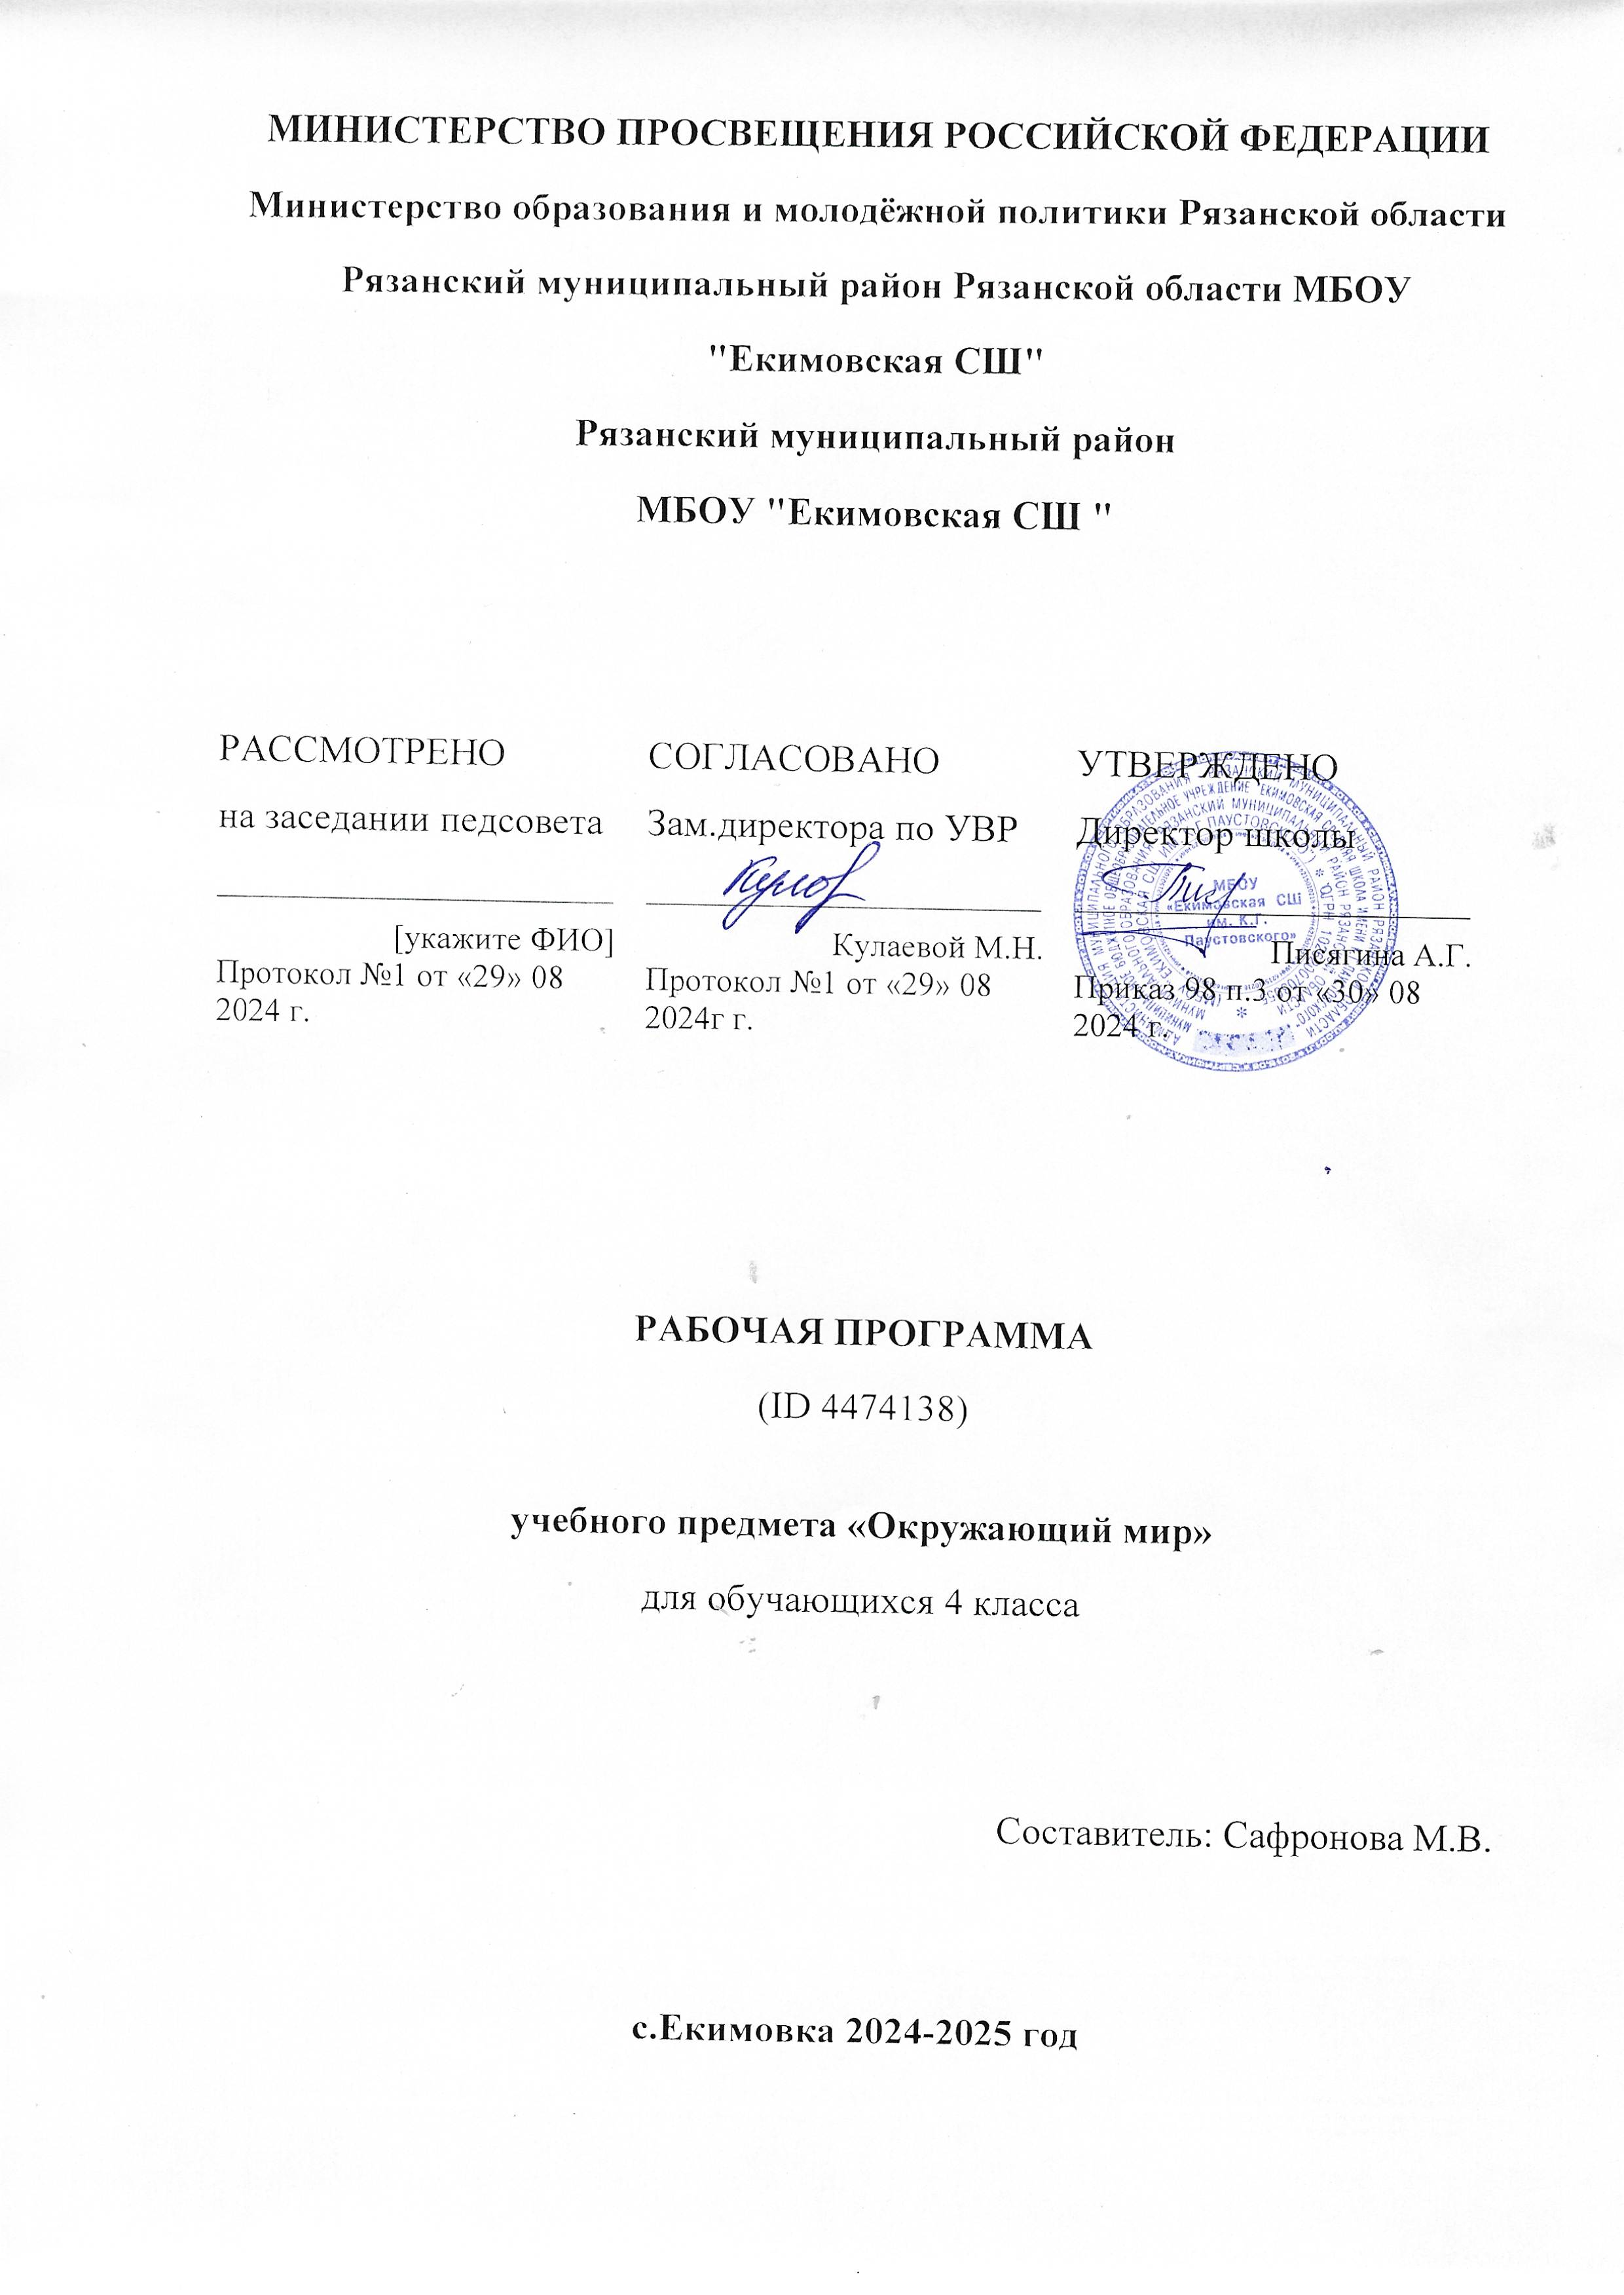 МИНИСТЕРСТВО ПРОСВЕЩЕНИЯ РОССИЙСКОЙ ФЕДЕРАЦИИ
Министерство образования и молодёжной политики Рязанской области
Рязанский муниципальный район Рязанской области МБОУ
"Екимовская СШ"
Рязанский муниципальный район
МБОУ "Екимовская СШ "
РАССМОТРЕНО
на заседании педсовета
[укажите ФИО]
Протокол №1 от «29» 08
2024 г.
СОГЛАСОВАНО
Зам.директора по УВР
Кулаевой М.Н.
Протокол №1 от «29» 08
2024г г.
УТВЕРЖДЕНО
Директор школы
МБОУ
«Екимовская СШ
им. К.Г.
Паустовского»
Писягина А.Г.
Приказ 98 п.3 от «30» 08
2024 г.
РАБОЧАЯ ПРОГРАММА
(ID 4474138)
учебного предмета «Окружающий мир»
для обучающихся 4 класса
Составитель: Сафронова М.В.
с.Екимовка 2024-2025 год